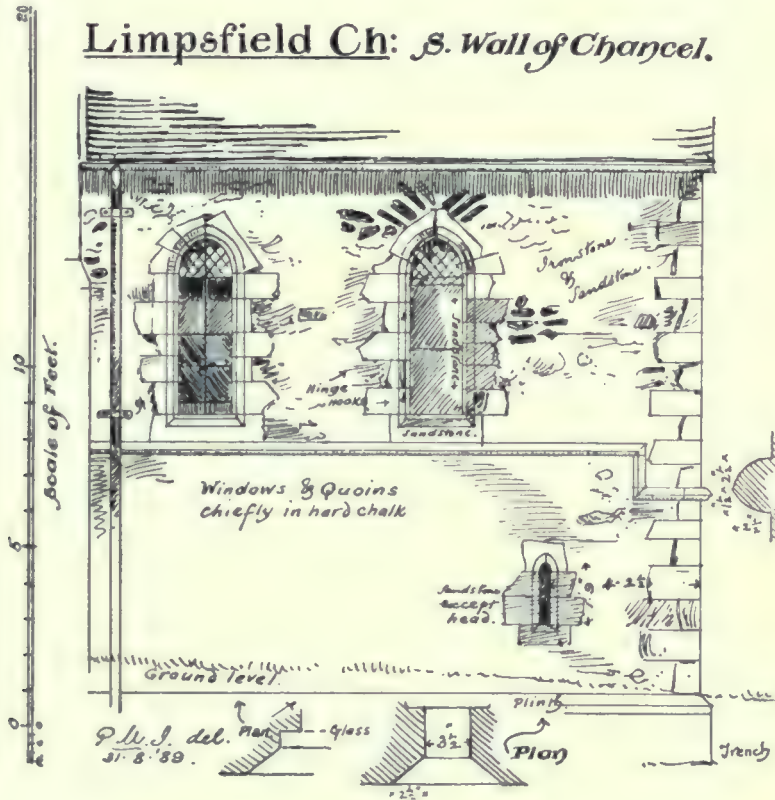 Limpsfield Ch: S. Wall of Chancel.
20
Ironstone
& Sandstone.
10
Scale of Feet.
Sandstone
Hinge
hooks
Sandstone.
Windows & Quoins
chiefly in hard chalk
5
Sandstone
except
head.
Ground level.
0
Plinth
Plan
Glass
Plan
Trench
del.
31·8·'89.